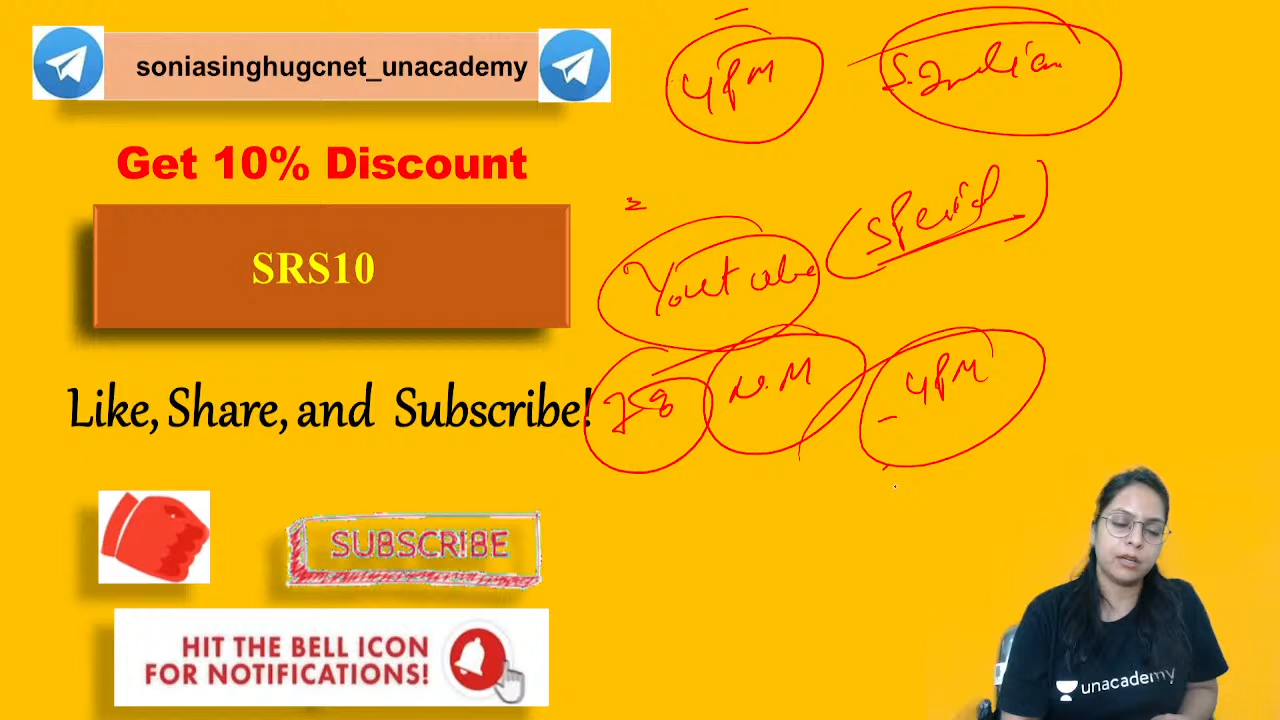 soniasinghugcnet_unacademy
Get 10% Discount
SRS10
Like, Share, and Subscribe!
SUBSCRIBE
HIT THE BELL ICON
FOR NOTIFICATIONS!
4PM
S. Indian
Youtube
N.M
4PM
unacademy